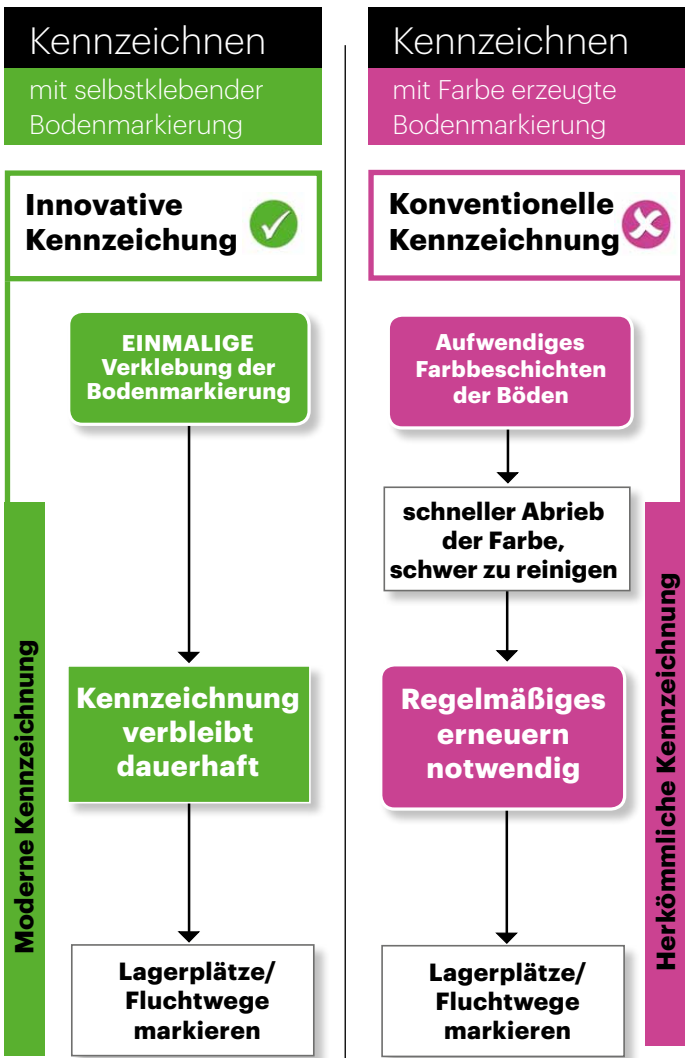 Kennzeichnen
mit selbstklebender
Bodenmarkierung
Innovative
Kennzeichung
EINMALIGE
Verklebung der
Bodenmarkierung
Kennzeichnung
verbleibt
dauerhaft
Lagerplätze/
Fluchtwege
markieren
Moderne Kennzeichnung
Kennzeichnen
mit Farbe erzeugte
Bodenmarkierung
Konventionelle
Kennzeichnung
Aufwendiges
Farbbeschichten
der Böden
schneller Abrieb
der Farbe,
schwer zu reinigen
Regelmäßiges
erneuern
notwendig
Lagerplätze/
Fluchtwege
markieren
Herkömmliche Kennzeichnung